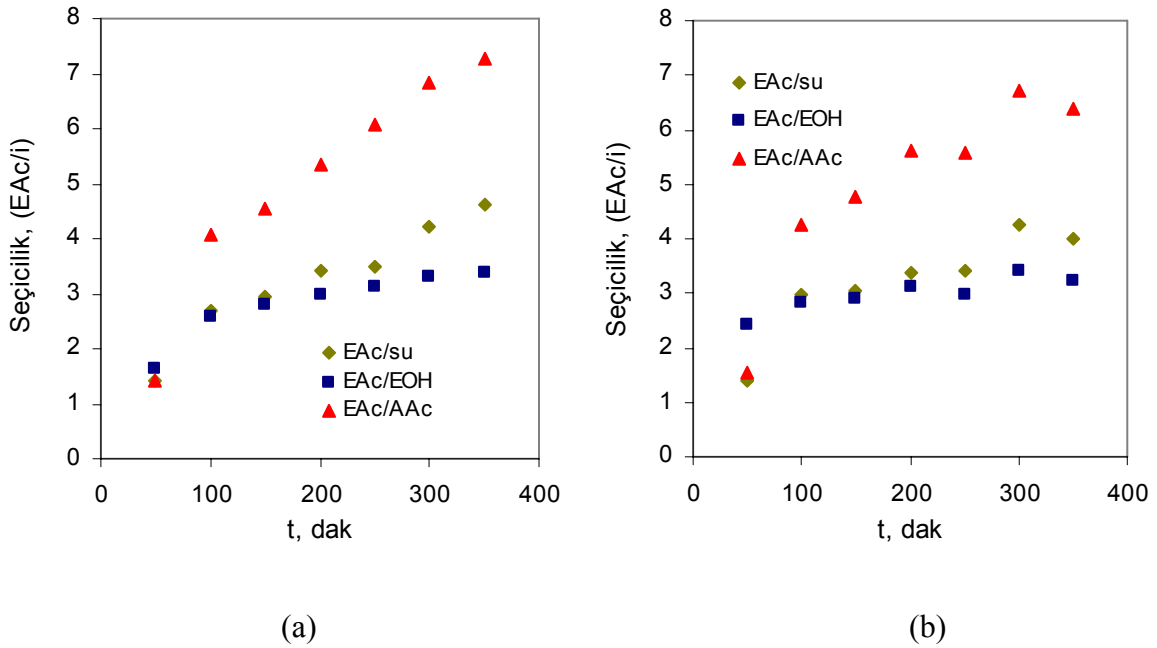 8
7
6
5
4
3
2
1
0
Seçicilik, (EAc/i)
EAc/su
EAc/EOH
EAc/AAc
0 100 200 300 400
t, dak
(a)
8
7
6
5
4
3
2
1
0
Seçicilik, (EAc/i)
EAc/su
EAc/EOH
EAc/AAc
0 100 200 300 400
t, dak
(b)